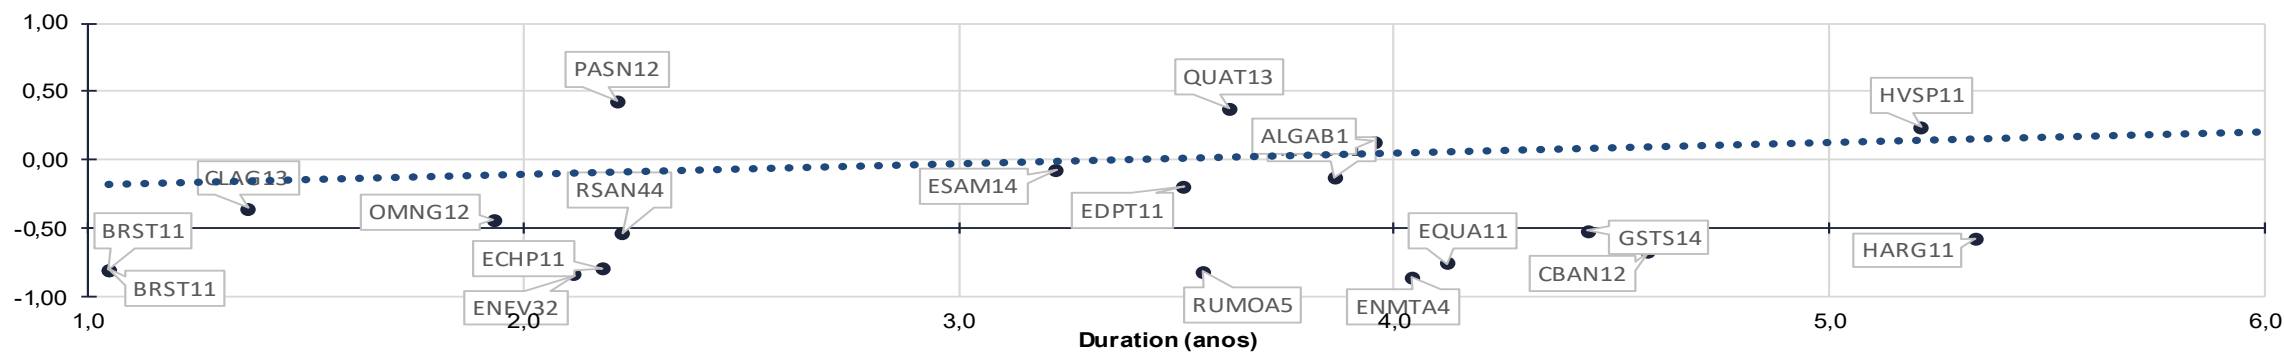 1,00
PASN12
QUAT13
0,50
HVSP11
ALGAB1
0,00
CLAG13
RSAN44
ESAM14
OMNG12
EDPT11
-0,50
BRST11
EQUA11
GSTS14
HARG11
ECHP11
CBAN12
BRST11
-1,00
ENEV32
RUMOA5
ENMTA4
1,0
2,0
3,0
4,0
5,0
6,0
Duration (anos)